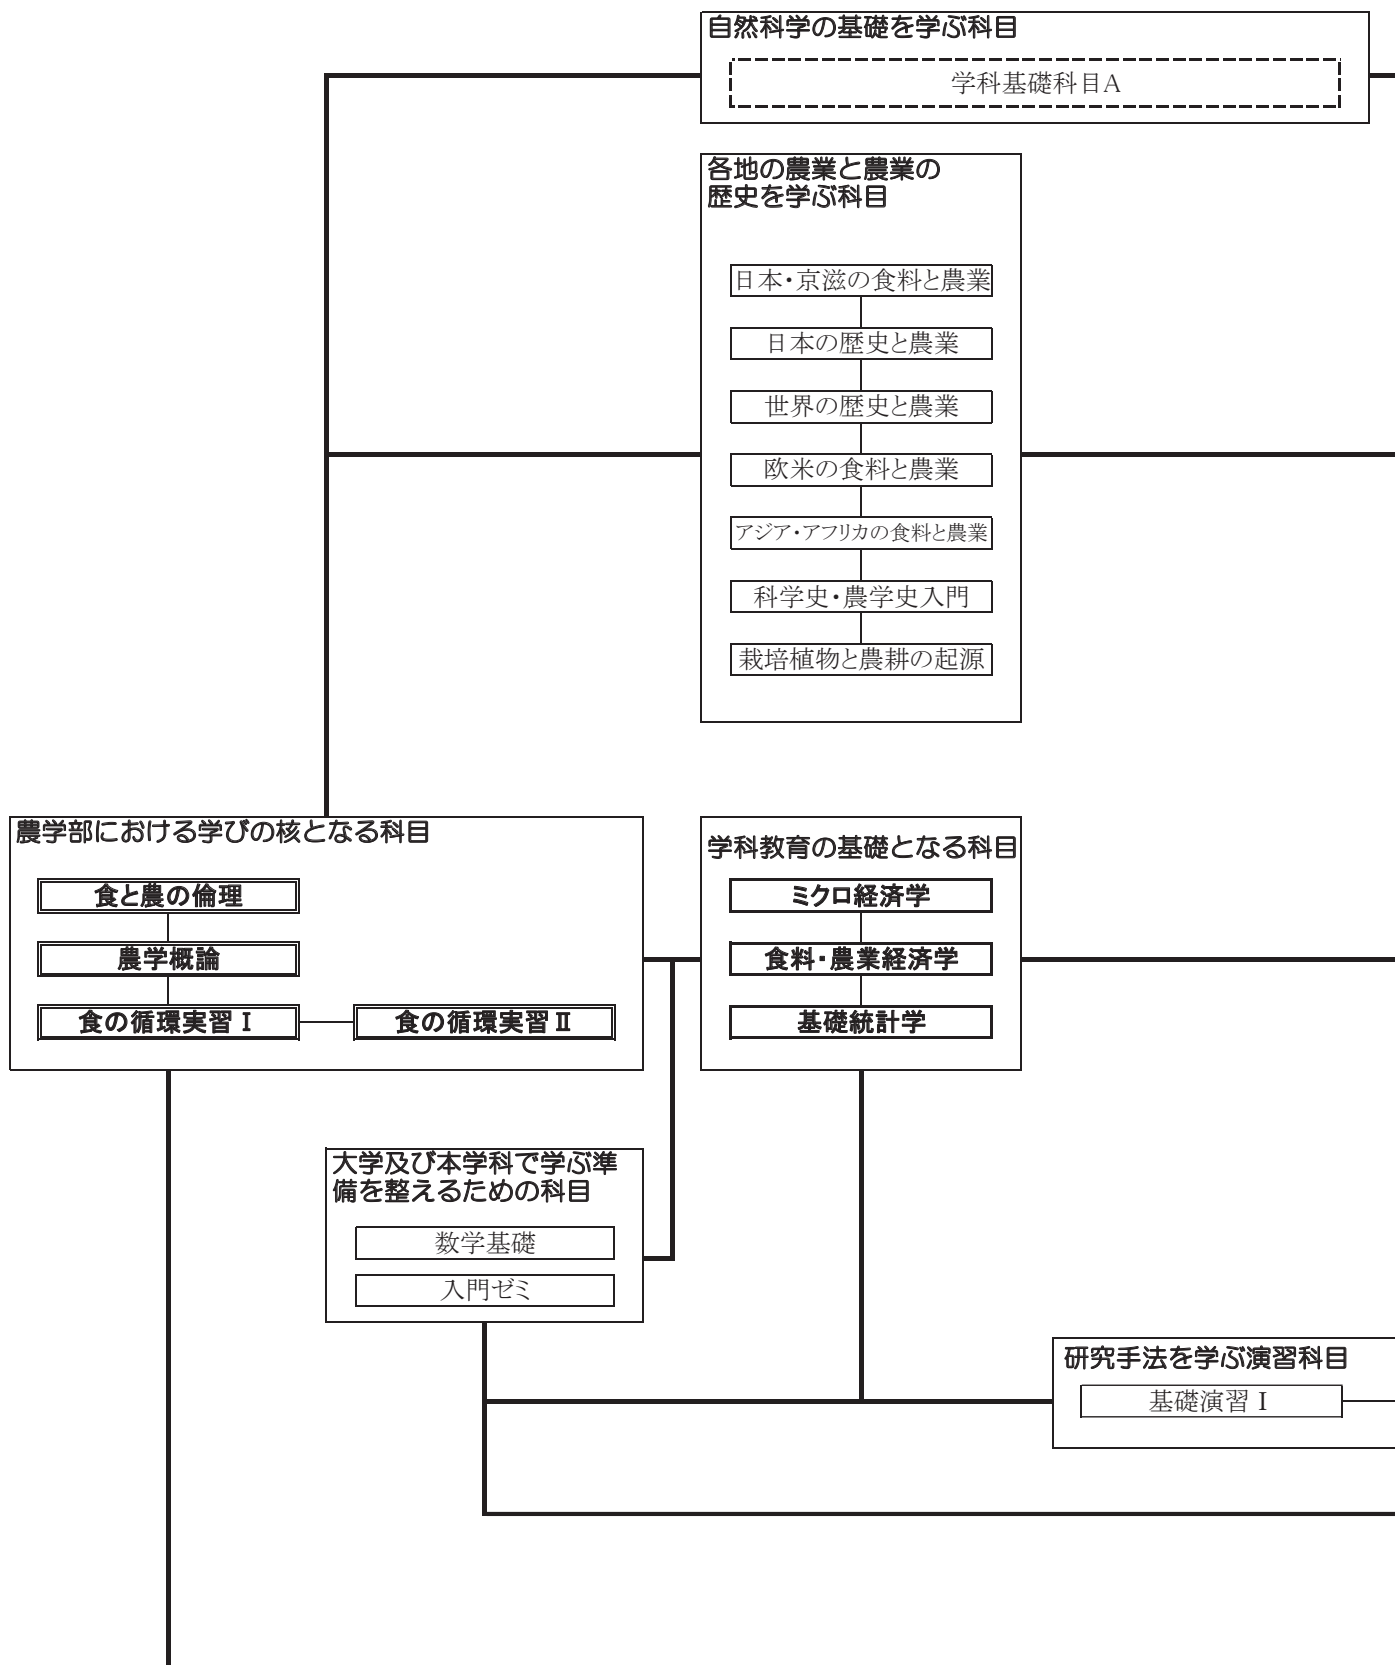 自然科学の基礎を学ぶ科目
学科基礎科目A
各地の農業と農業の
歴史を学ぶ科目
日本・京滋の食料と農業
日本の歴史と農業
世界の歴史と農業
欧米の食料と農業
アジア・アフリカの食料と農業
科学史・農学史入門
栽培植物と農耕の起源
農学部における学びの核となる科目
食と農の倫理
農学概論
食の循環実習Ⅰ
食の循環実習Ⅱ
学科教育の基礎となる科目
ミクロ経済学
食料・農業経済学
基礎統計学
大学及び本学科で学ぶ準
備を整えるための科目
数学基礎
入門ゼミ
研究手法を学ぶ演習科目
基礎演習Ⅰ